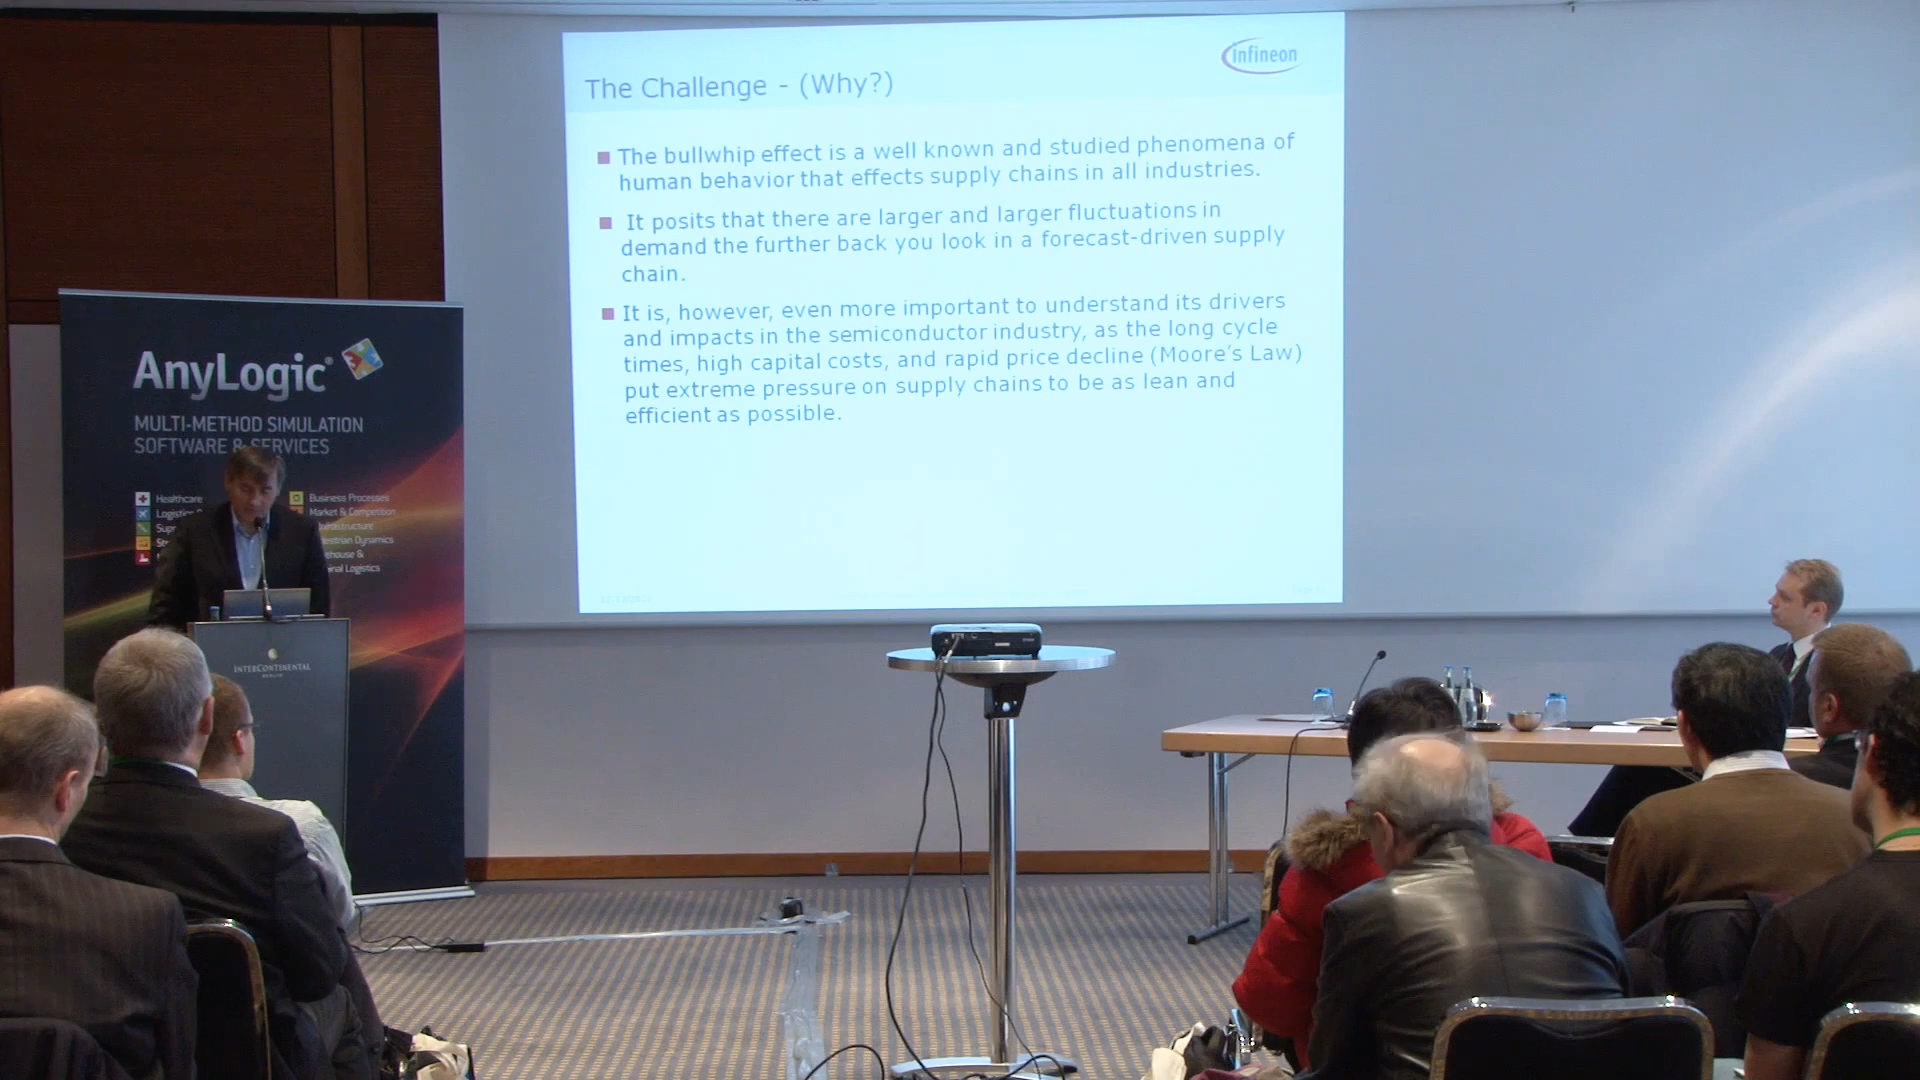 infineon
The Challenge - (Why?)
The bullwhip effect is a well known and studied phenomena of
human behavior that effects supply chains in all industries.
It posits that there are larger and larger fluctuations in
demand the further back you look in a forecast-driven supply
chain.
It is, however, even more important to understand its drivers
and impacts in the semiconductor industry, as the long cycle
times, high capital costs, and rapid price decline (Moore's Law)
put extreme pressure on supply chains to be as lean and
efficient as possible.
AnyLogic®
MULTI-METHOD SIMULATION
SOFTWARE & SERVICES
Healthcare
Logistics
Business Processes
Market & Competition
Dynamics
&
Logistics
INTERCONTINENTAL
BERLIN